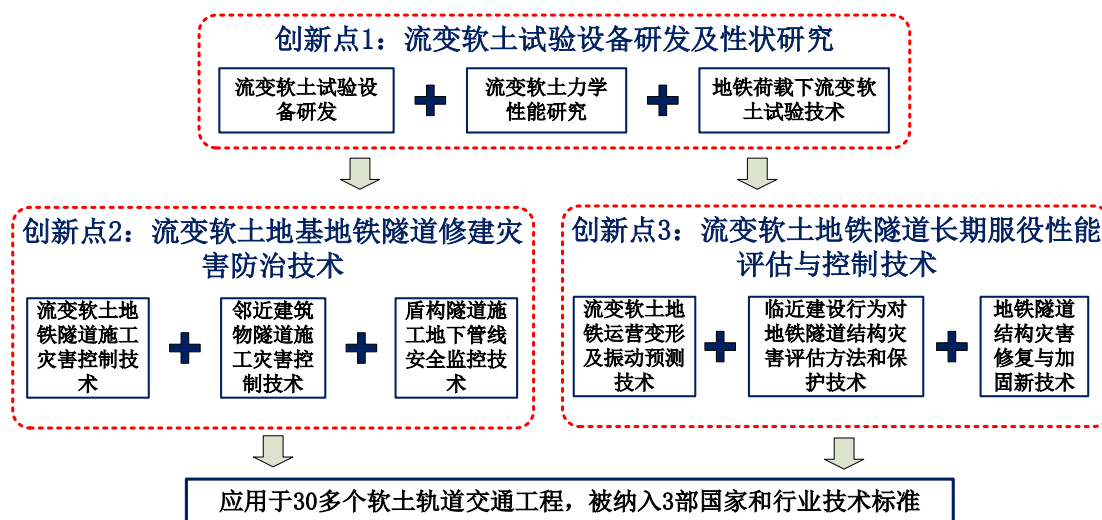 创新点1：流变软土试验设备研发及性状研究
流变软土试验设
备研发
流变软土力学
性能研究
地铁荷载下流变软
土试验技术
创新点2：流变软土地基地铁隧道修建灾
害防治技术
流变软土地
铁隧道施工
灾害控制技
术
邻近建筑
物隧道施
工灾害控
制技术
盾构隧道施
工地下管线
安全监控技
术
创新点3：流变软土地铁隧道长期服役性能
评估与控制技术
流变软土地
铁运营变形
及振动预测
技术
临近建设行为对
地铁隧道结构灾
害评估方法和保
护技术
地铁隧道
结构灾害
修复与加
固新技术
应用于30多个软土轨道交通工程，被纳入3部国家和行业技术标准